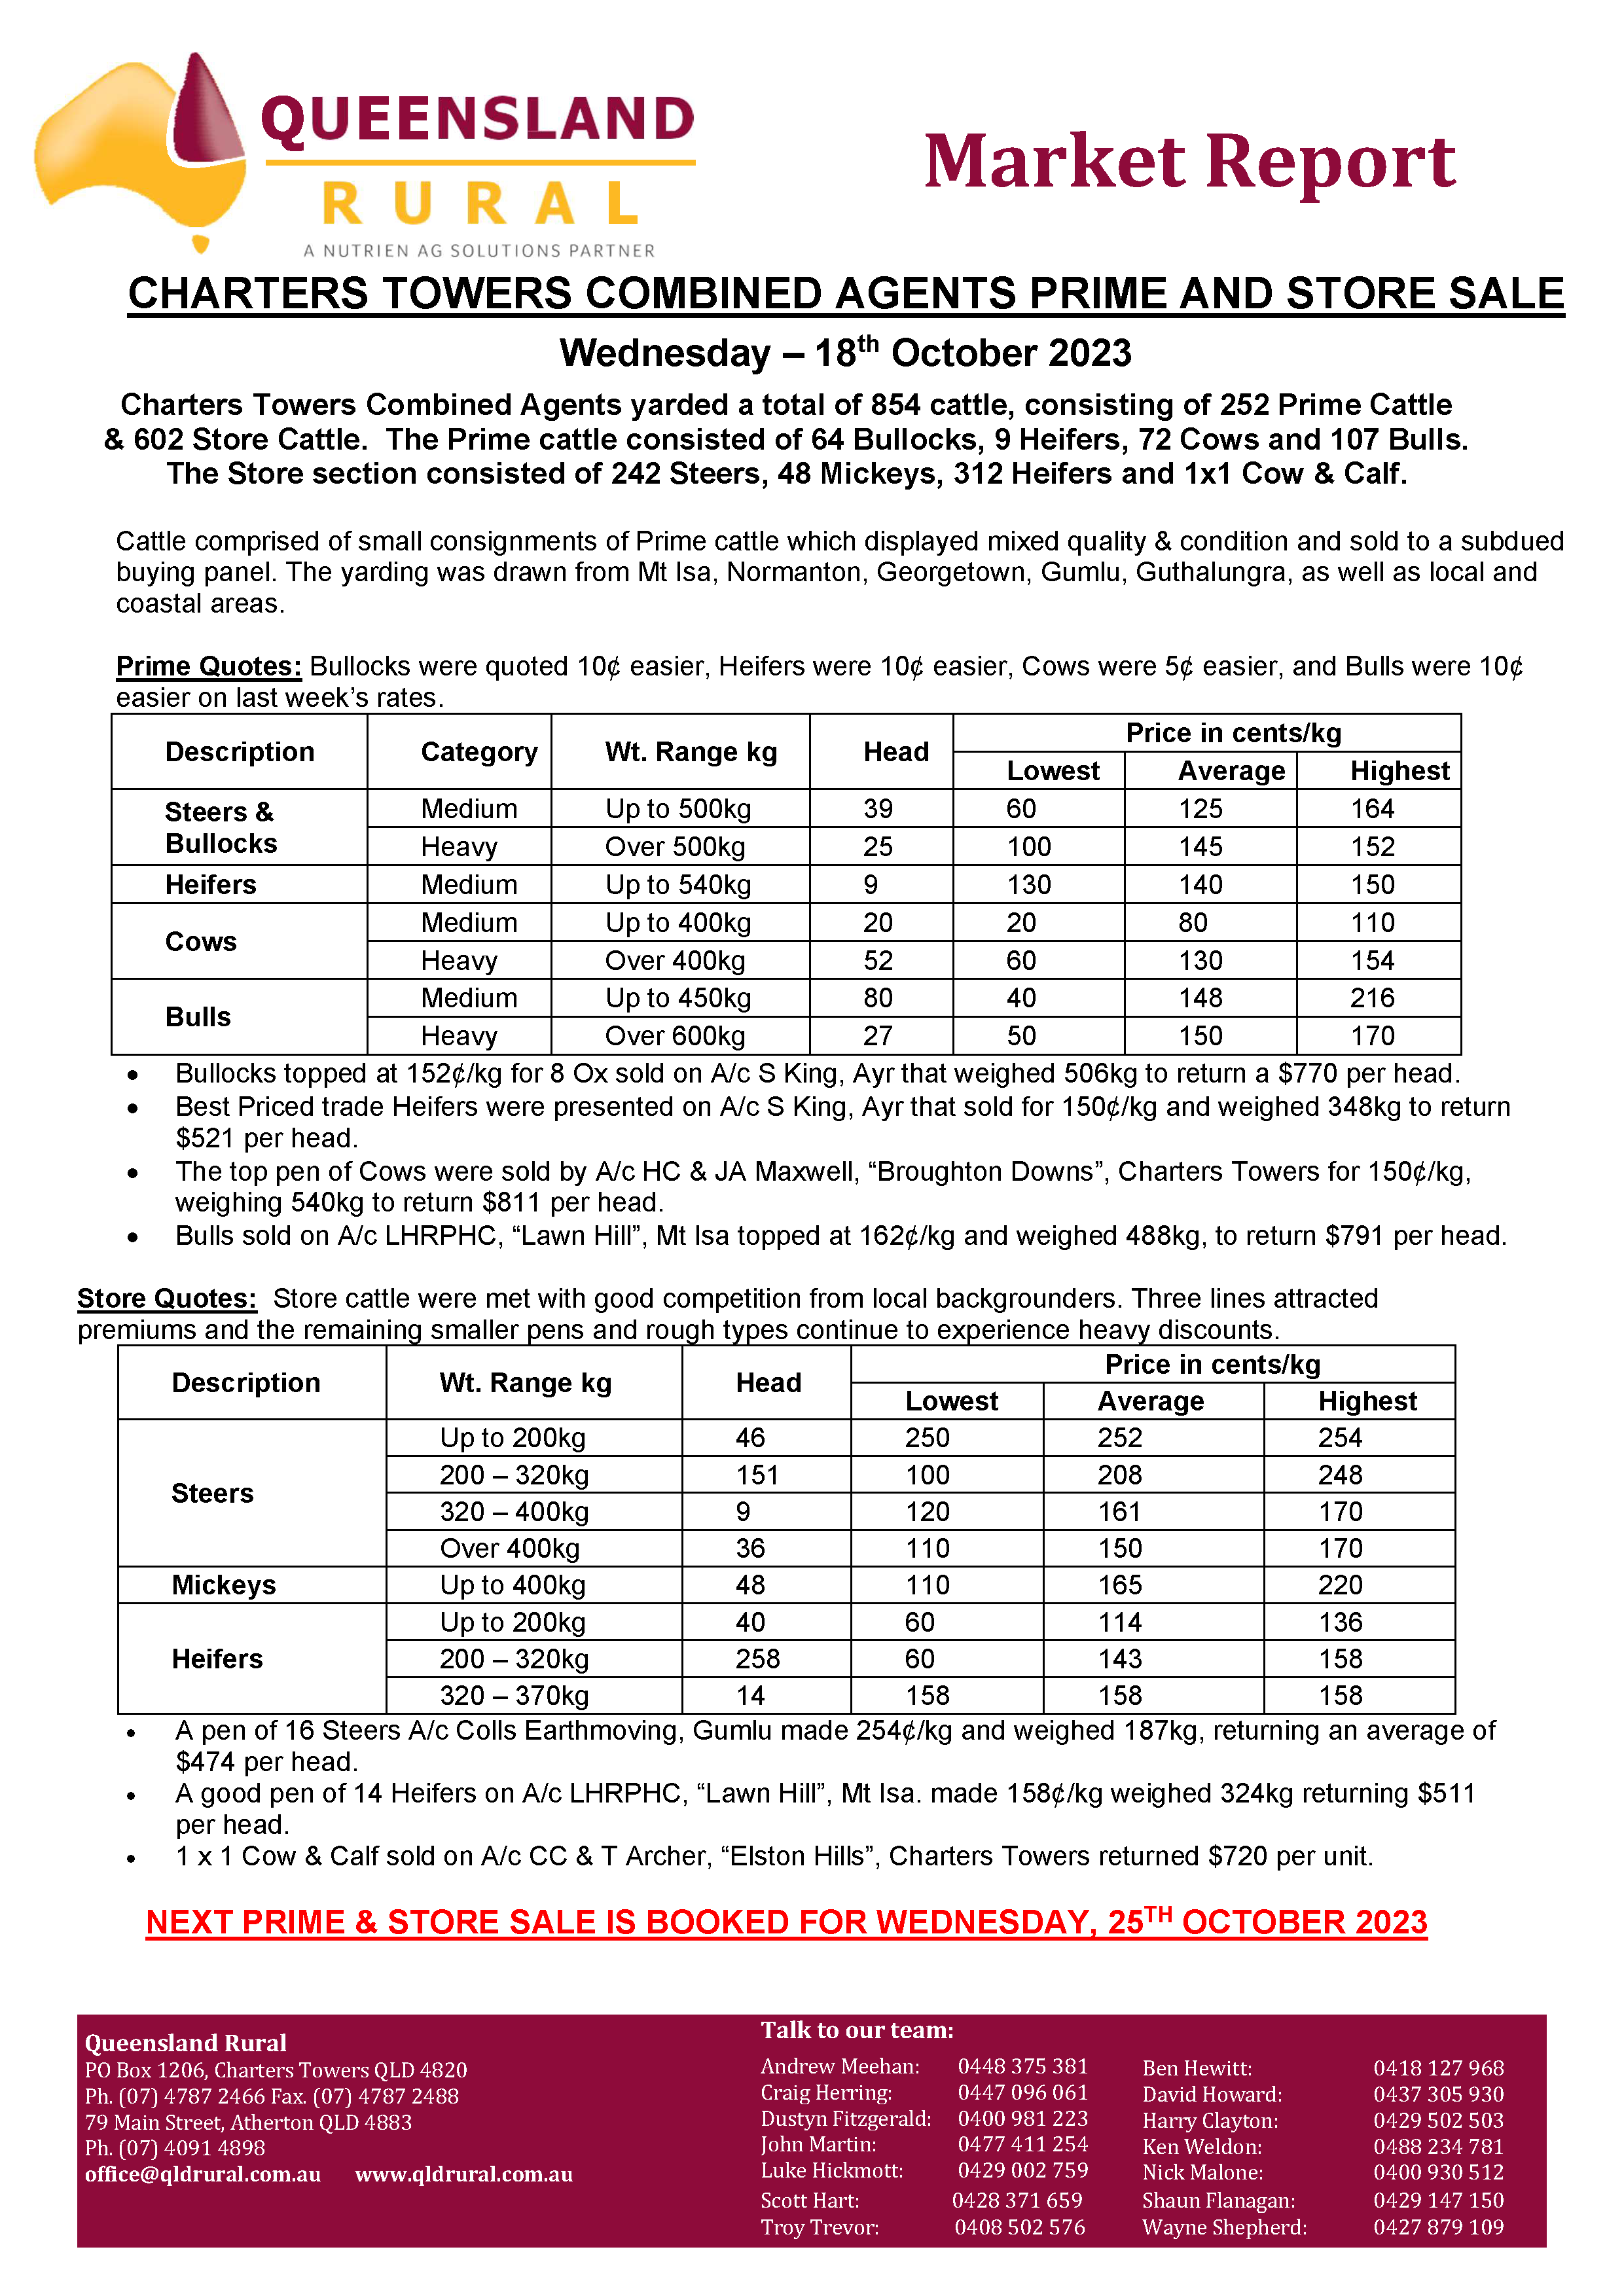 QUEENSLAND
RURAL
A NUTRIEN AG SOLUTIONS PARTNER
Market Report
CHARTERS TOWERS COMBINED AGENTS PRIME AND STORE SALE
Wednesday – 18th October 2023
Charters Towers Combined Agents yarded a total of 854 cattle, consisting of 252 Prime Cattle
& 602 Store Cattle. The Prime cattle consisted of 64 Bullocks, 9 Heifers, 72 Cows and 107 Bulls.
The Store section consisted of 242 Steers, 48 Mickeys, 312 Heifers and 1x1 Cow & Calf.
Cattle comprised of small consignments of Prime cattle which displayed mixed quality & condition and sold to a subdued
buying panel. The yarding was drawn from Mt Isa, Normanton, Georgetown, Gumlu, Guthalungra, as well as local and
coastal areas.
Prime Quotes: Bullocks were quoted 10¢ easier, Heifers were 10¢ easier, Cows were 5¢ easier, and Bulls were 10¢
easier on last week’s rates.
Description Category Wt. Range kg Head Price in cents/kg
Lowest Average Highest
Steers & Bullocks Medium Up to 500kg 39 60 125 164
Heavy Over 500kg 25 100 145 152
Heifers Medium Up to 540kg 9 130 140 150
Cows Medium Up to 400kg 20 20 80 110
Heavy Over 400kg 52 60 130 154
Bulls Medium Up to 450kg 80 40 148 216
Heavy Over 600kg 27 50 150 170
• Bullocks topped at 152¢/kg for 8 Ox sold on A/c S King, Ayr that weighed 506kg to return a $770 per head.
• Best Priced trade Heifers were presented on A/c S King, Ayr that sold for 150¢/kg and weighed 348kg to return
$521 per head.
• The top pen of Cows were sold by A/c HC & JA Maxwell, “Broughton Downs”, Charters Towers for 150¢/kg,
weighing 540kg to return $811 per head.
• Bulls sold on A/c LHRPHC, “Lawn Hill”, Mt Isa topped at 162¢/kg and weighed 488kg, to return $791 per head.
Store Quotes: Store cattle were met with good competition from local backgrounders. Three lines attracted
premiums and the remaining smaller pens and rough types continue to experience heavy discounts.
Description Wt. Range kg Head Price in cents/kg
Lowest Average Highest
Steers Up to 200kg 46 250 252 254
200 – 320kg 151 100 208 248
320 – 400kg 9 120 161 170
Over 400kg 36 110 150 170
Mickeys Up to 400kg 48 110 165 220
Heifers Up to 200kg 40 60 114 136
200 – 320kg 258 60 143 158
320 – 370kg 14 158 158 158
• A pen of 16 Steers A/c Colls Earthmoving, Gumlu made 254¢/kg and weighed 187kg, returning an average of
$474 per head.
• A good pen of 14 Heifers on A/c LHRPHC, “Lawn Hill”, Mt Isa. made 158¢/kg weighed 324kg returning $511
per head.
• 1 x 1 Cow & Calf sold on A/c CC & T Archer, “Elston Hills”, Charters Towers returned $720 per unit.
NEXT PRIME & STORE SALE IS BOOKED FOR WEDNESDAY, 25TH OCTOBER 2023
Queensland Rural
PO Box 1206, Charters Towers QLD 4820
Ph. (07) 4787 2466 Fax. (07) 4787 2488
79 Main Street, Atherton QLD 4883
Ph. (07) 4091 4898
office@qldrural.com.au www.qldrural.com.au
Talk to our team:
Andrew Meehan: 0448 375 381
Craig Herring: 0447 096 061
Dustyn Fitzgerald: 0400 981 223
John Martin: 0477 411 254
Luke Hickmott: 0429 002 759
Scott Hart: 0428 371 659
Troy Trevor: 0408 502 576
Ben Hewitt: 0418 127 968
David Howard: 0437 305 930
Harry Clayton: 0429 502 503
Ken Weldon: 0488 234 781
Nick Malone: 0400 930 512
Shaun Flanagan: 0429 147 150
Wayne Shepherd: 0427 879 109